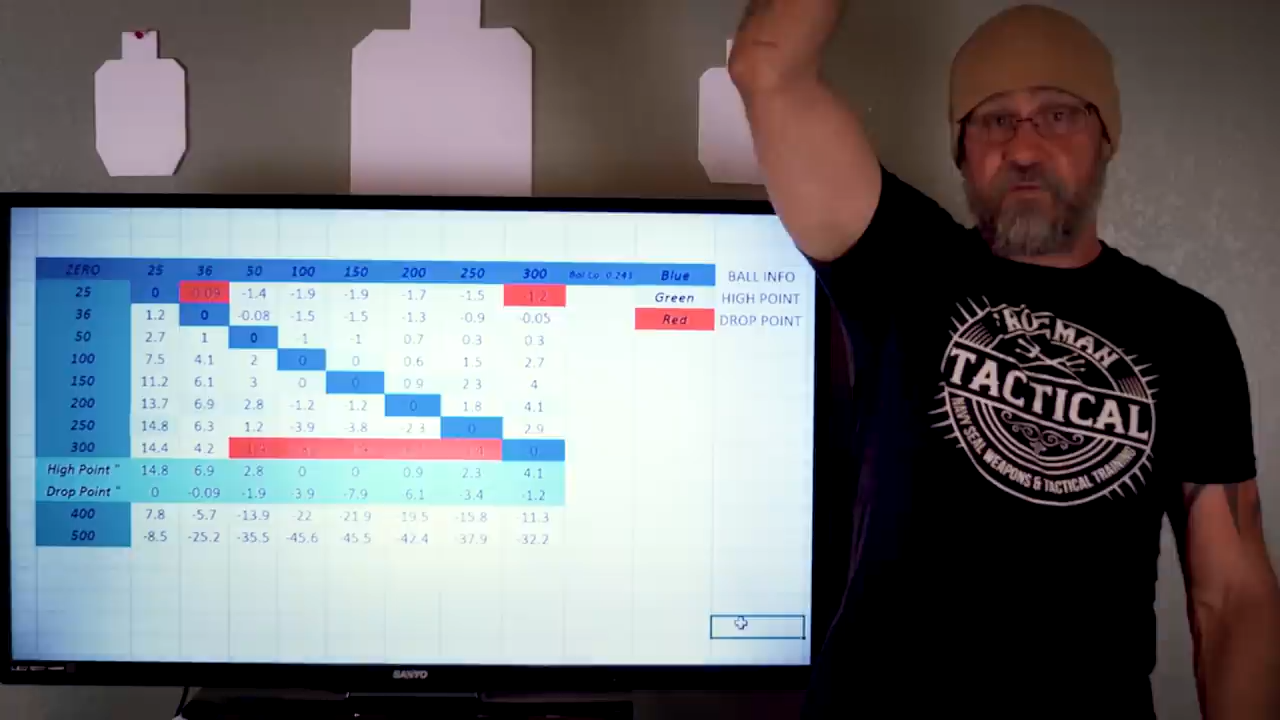 ZERO 25 36 50 100 150 200 250 300 Bal Co 0.243 Blue BALL INFO
25 0 -0.09 -1.4 -1.9 -1.9 -1.7 -1.5 -1.2 Green HIGH POINT
36 1.2 0 -0.08 -1.5 -1.5 -1.3 -0.9 -0.05 Red DROP POINT
50 2.7 1 0 -1 -1 0.7 0.3 0.3
100 7.5 4.1 2 0 0 0.6 1.5 2.7
150 11.2 6.1 3 0 0 0.9 2.3 4
200 13.7 6.9 2.8 -1.2 1.2 0 1.8 4.1
250 14.8 6.3 1.2 -3.9 -3.8 -2.3 0 2.9
300 14.4 4.2 0
High Point " 14.8 6.9 2.8 0 0 0.9 2.3 4.1
Drop Point " 0 -0.09 -1.9 -3.9 -7.9 6.1 -3.4 -1.2
400 7.8 -5.7 -13.9 -22 -21.9 19.5 -15.8 11.3
500 -8.5 -25.2 -35.5 -45.6 -45.5 -42.4 -37.9 -32.2
SANYO
TACTICAL
NAVY SEAL WEAPONS & TACTICAL TRAINING